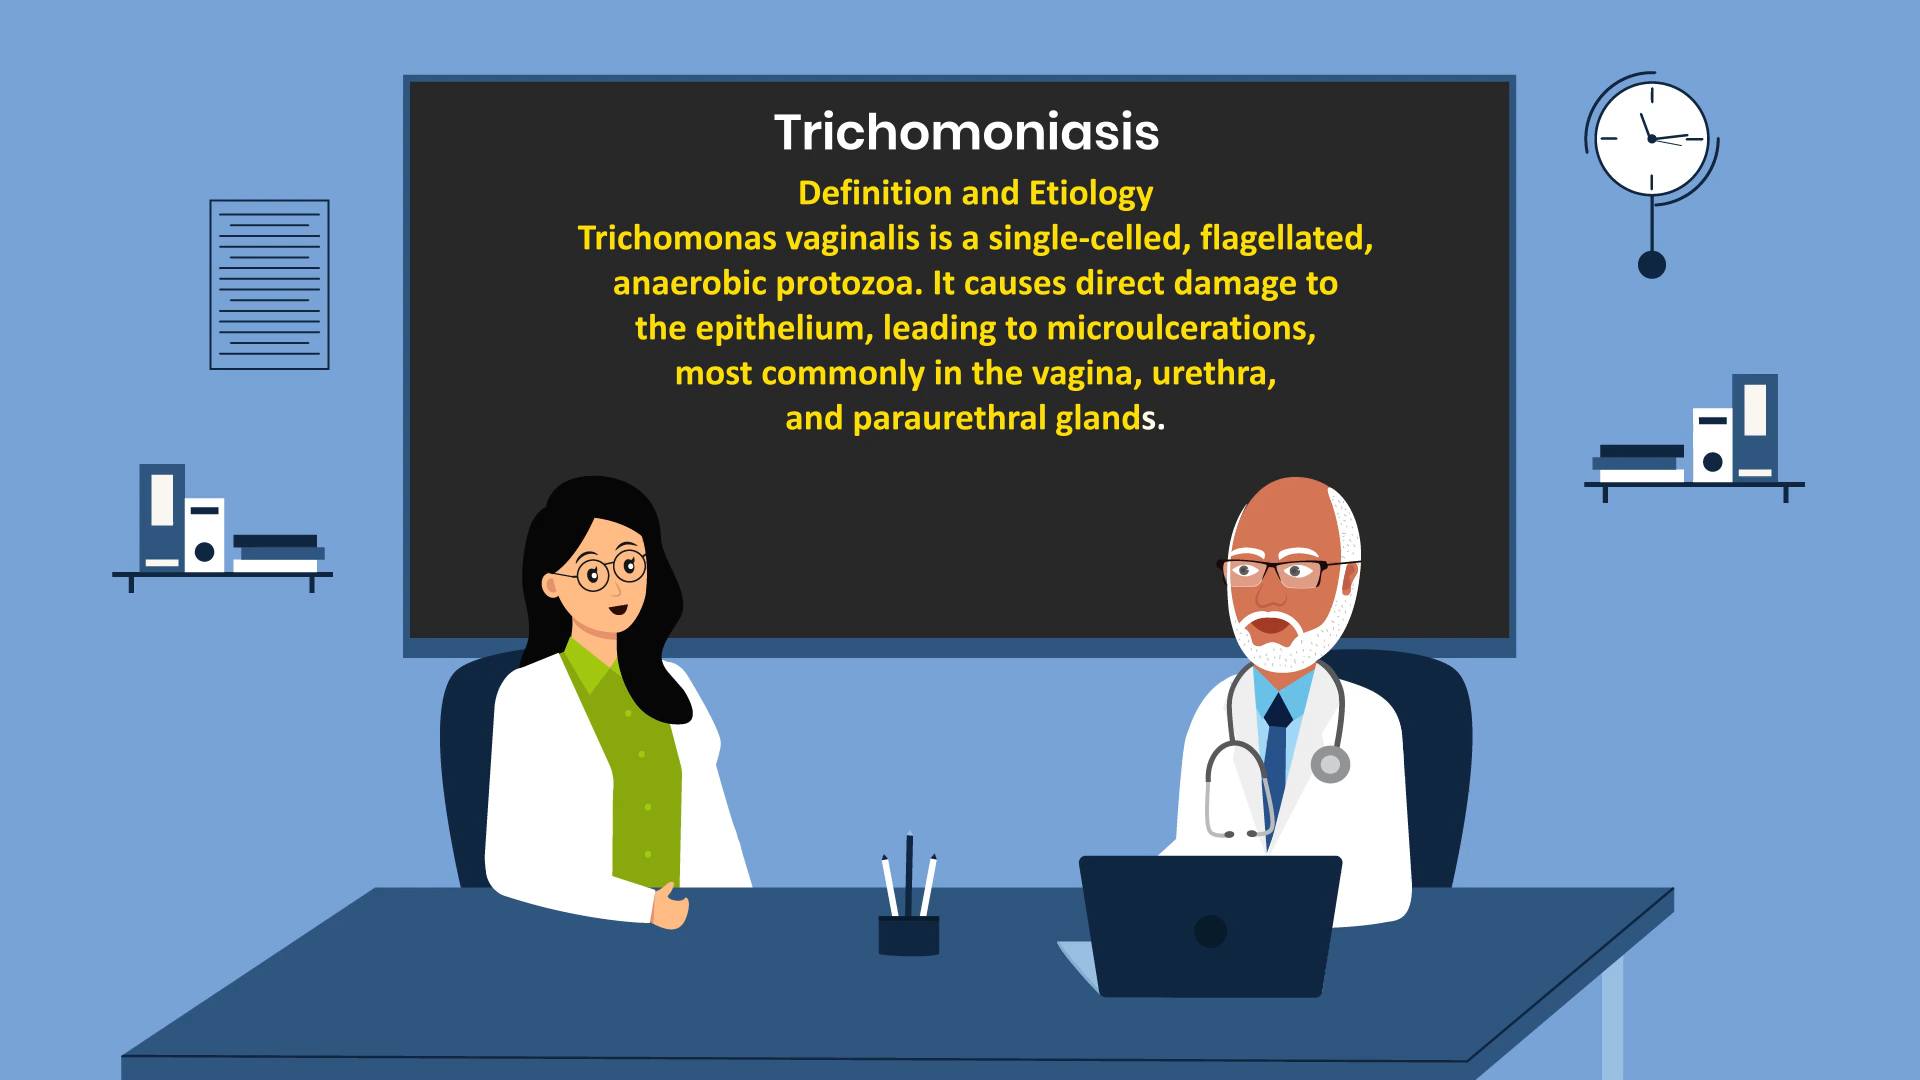 Trichomoniasis
Definition and Etiology
Trichomonas vaginalis is a single-celled, flagellated,
anaerobic protozoa. It causes direct damage to
the epithelium, leading to microulcerations,
most commonly in the vagina, urethra,
and paraurethral glands.